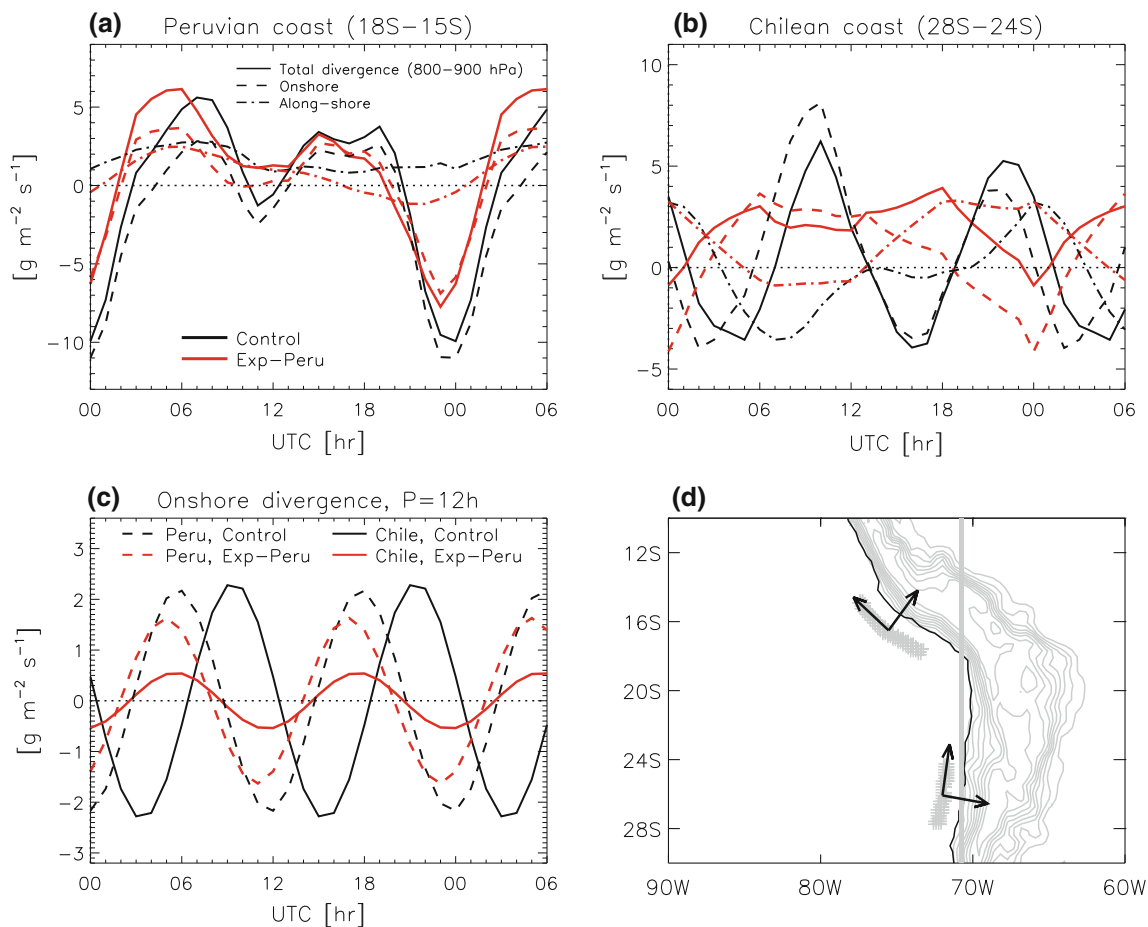 (a) Peruvian coast (18S−15S)
Total divergence (800−900 hPa)
Onshore
Along−shore
5
0
−5
−10
[g m−2 s−1]
Control
Exp−Peru
00 06 12 18 00 06
UTC [hr]
(b) Chilean coast (28S−24S)
10
5
0
−5
[g m−2 s−1]
00 06 12 18 00 06
UTC [hr]
(c) Onshore divergence, P=12h
Peru, Control Chile, Control
Peru, Exp−Peru Chile, Exp−Peru
3
2
1
0
−1
−2
−3
[g m−2 s−1]
00 06 12 18 00 06
UTC [hr]
(d)
12S
16S
20S
24S
28S
90W 80W 70W 60W